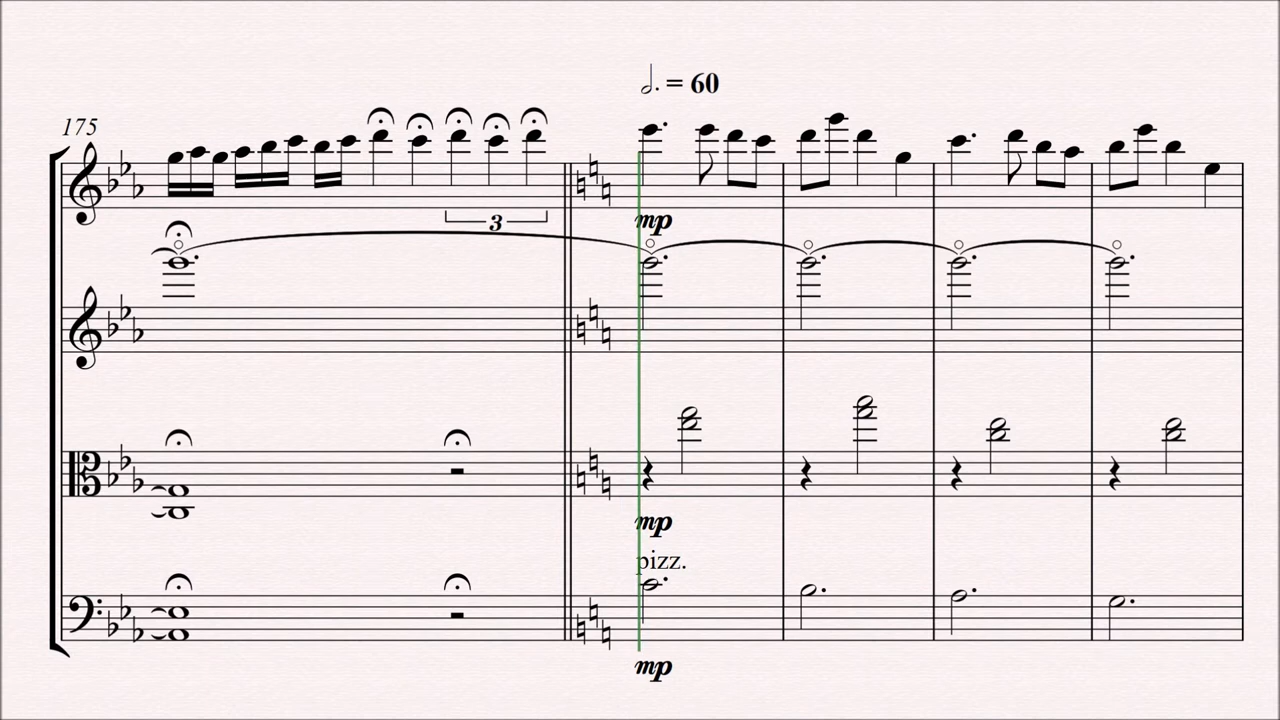 175
𝅗𝅥. = 60
3
mp
mp
pizz.
mp